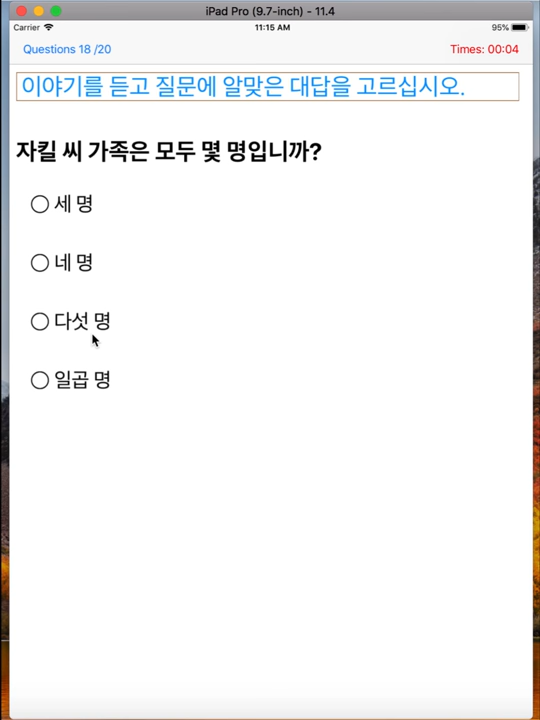 iPad Pro (9.7-inch) - 11.4
Carrier 11:15 AM 95%
Questions 18 /20 Times: 00:04
이야기를 듣고 질문에 알맞은 대답을 고르십시오.
자킬 씨 가족은 모두 몇 명입니까?
세 명
네 명
다섯 명
일곱 명